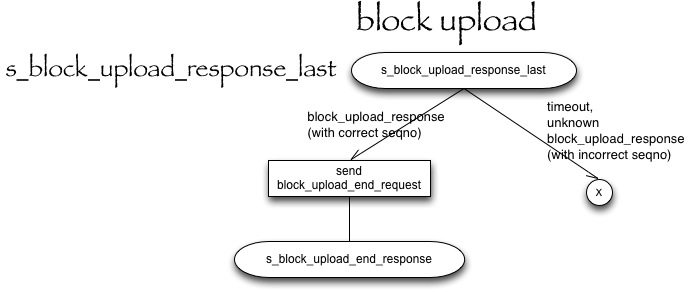 block upload
s_block_upload_response_last
s_block_upload_response_last
block_upload_response
(with correct seqno)
timeout,
unknown
block_upload_response
(with incorrect seqno)
send
block_upload_end_request
X
s_block_upload_end_response